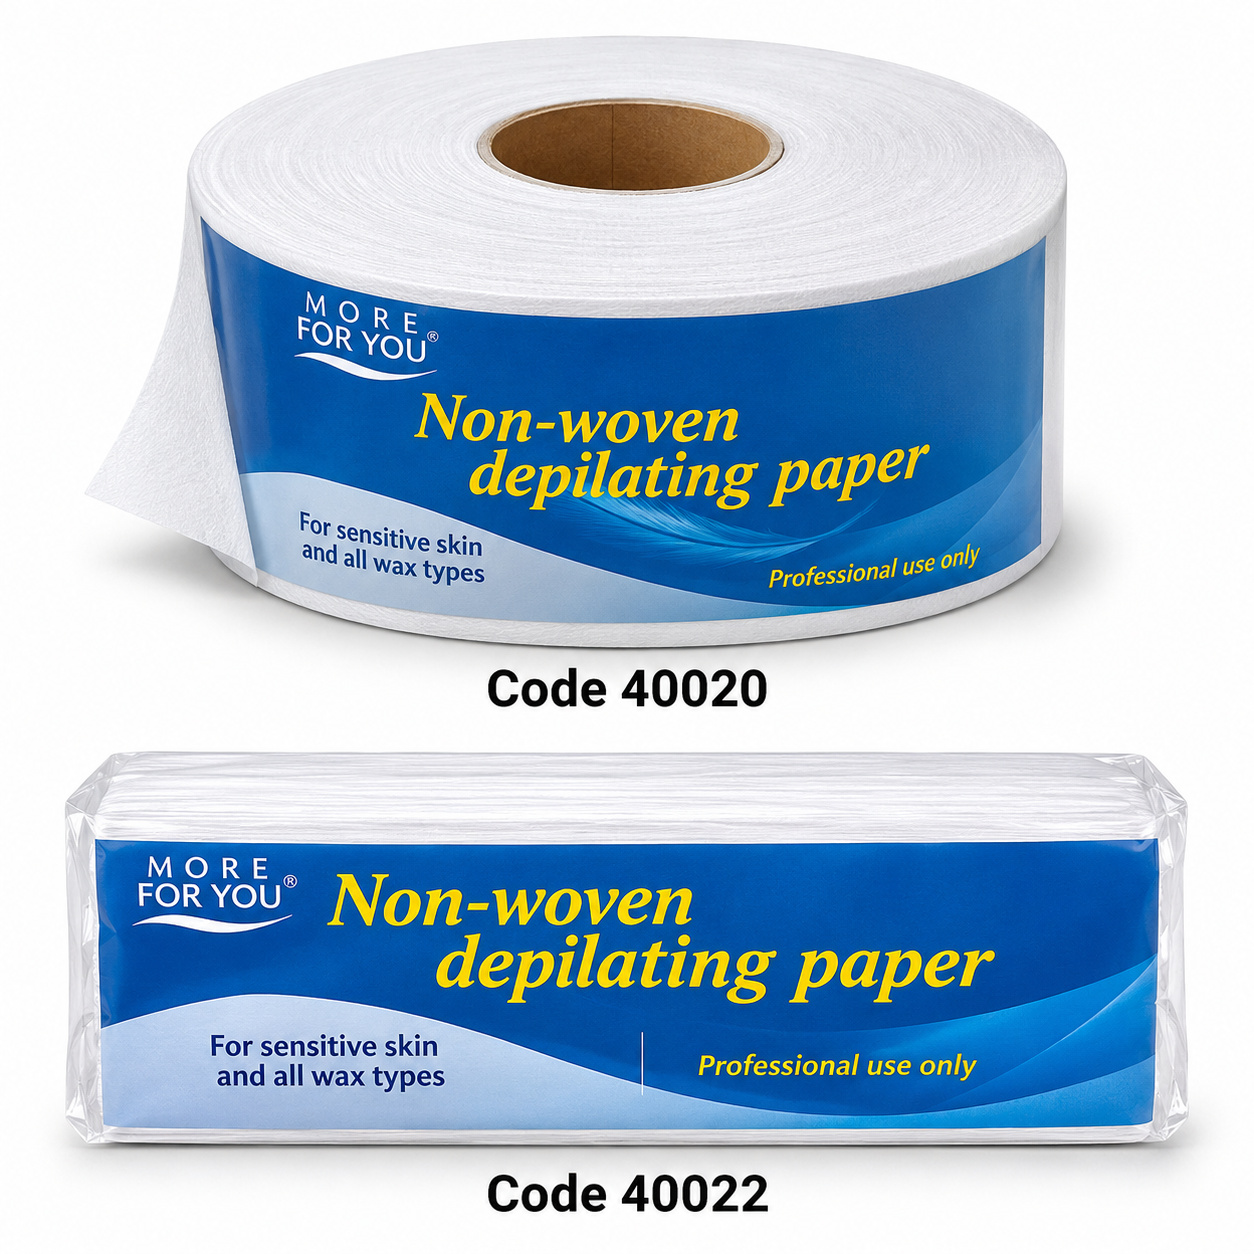 MORE
FOR YOU®
Non-woven
depilating paper
For sensitive skin
and all wax types
Professional use only
Code 40020
MORE
FOR YOU®
Non-woven
depilating paper
For sensitive skin
and all wax types
Professional use only
Code 40022